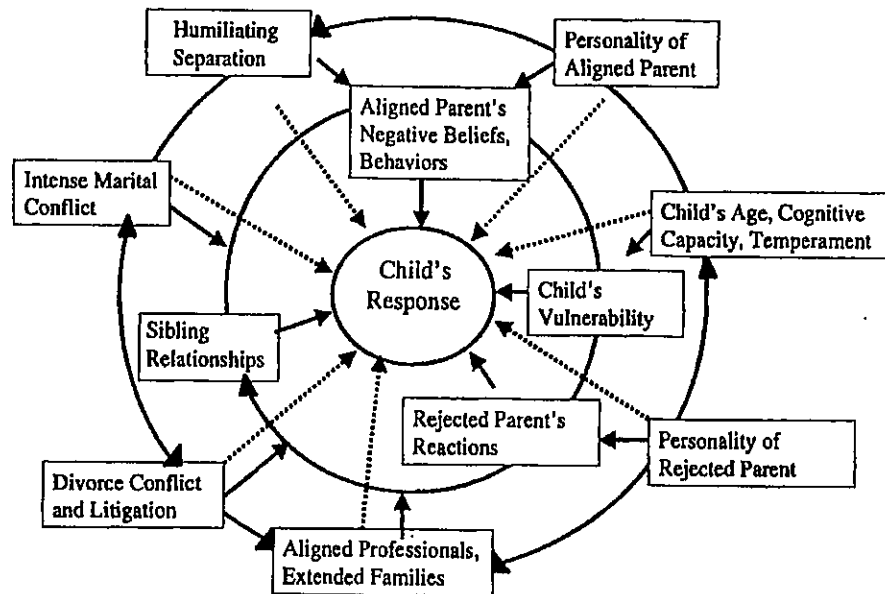 Humiliating
Separation
Personality of
Aligned Parent
Aligned Parent's
Negative Beliefs,
Behaviors
Intense Marital
Conflict
Child's Age, Cognitive
Capacity, Temperament
Child's
Response
Child's
Vulnerability
Sibling
Relationships
Rejected Parent's
Reactions
Personality of
Rejected Parent
Divorce Conflict
and Litigation
Aligned Professionals,
Extended Families